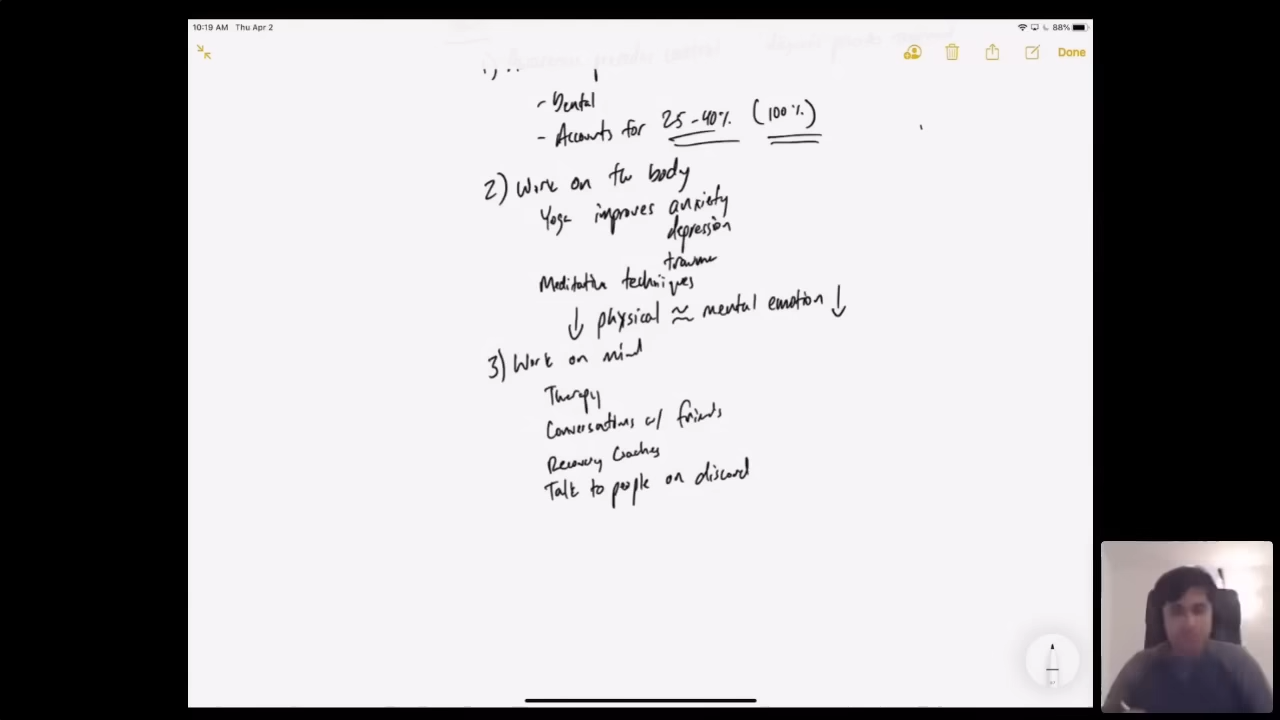 10:19 AM Thu Apr 2
88%
Done
- Dental
- Accounts for 25-40% (100%)
2) Work on the body
Yoga improves anxiety
depression
trauma
Meditative techniques
↓ physical ≈ mental emotion ↓
3) Work on mind
Therapy
Conversations w/ friends
Recovery Coaches
Talk to people on discord